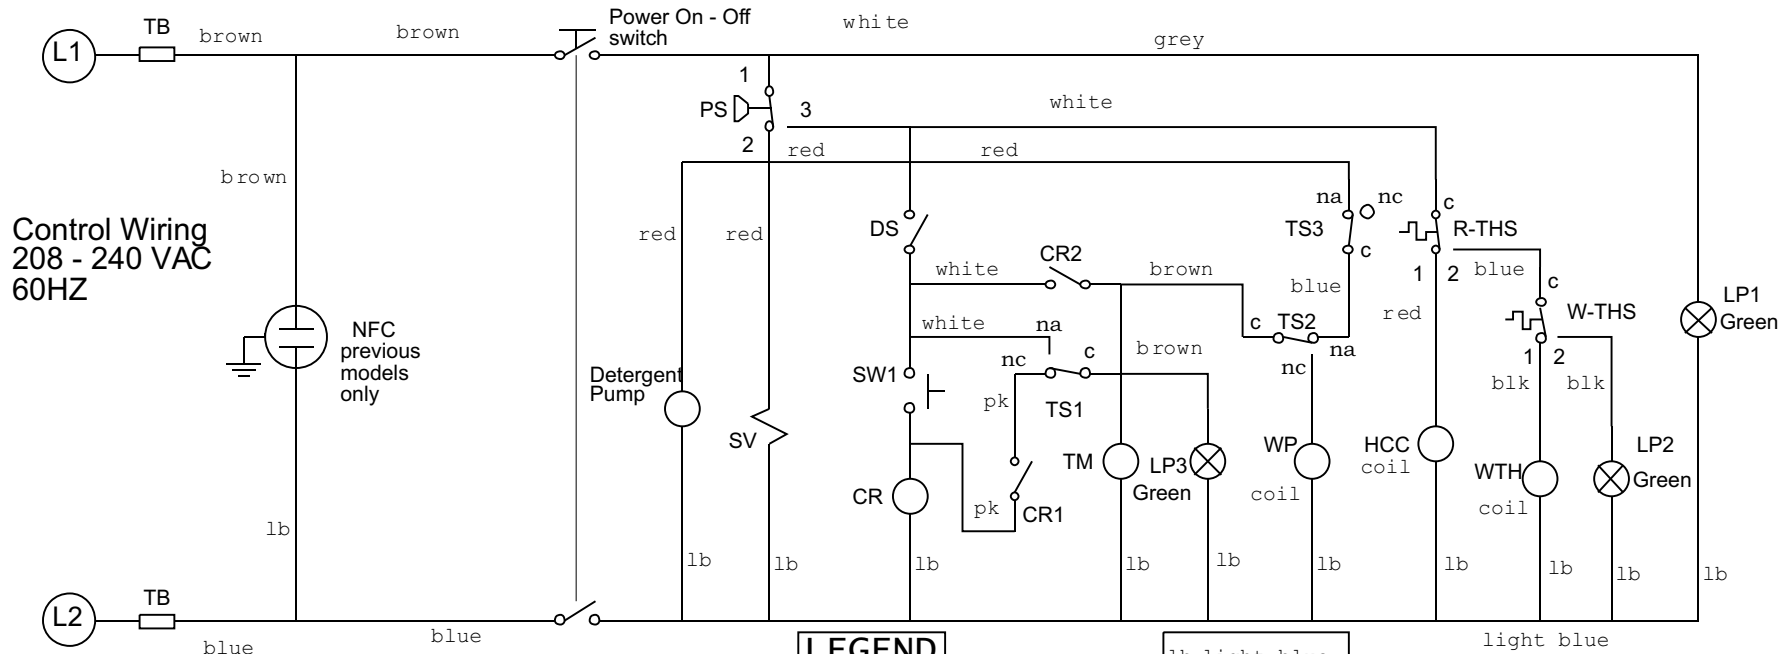 Power On - Off
switch
white
TB
brown
brown
grey
L1
1
PS
3
white
2
red
red
brown
na
nc
c
Control Wiring
208 - 240 VAC
60HZ
red
red
DS
TS3
R-THS
c
CR2
white
brown
1
2
blue
blue
c
NFC
previous
models
only
white
na
c
TS2
na
red
W-THS
LP1
Green
nc
c
brown
nc
1
2
Detergent
Pump
SW1
blk
blk
pk
TS1
SV
TM
LP3
Green
WP
coil
HCC
coil
WTH
coil
LP2
Green
CR
pk
CR1
lb
lb
lb
lb
lb
lb
lb
lb
lb
lb
lb
TB
L2
blue
blue
LEGEND
lb light blue
light blue